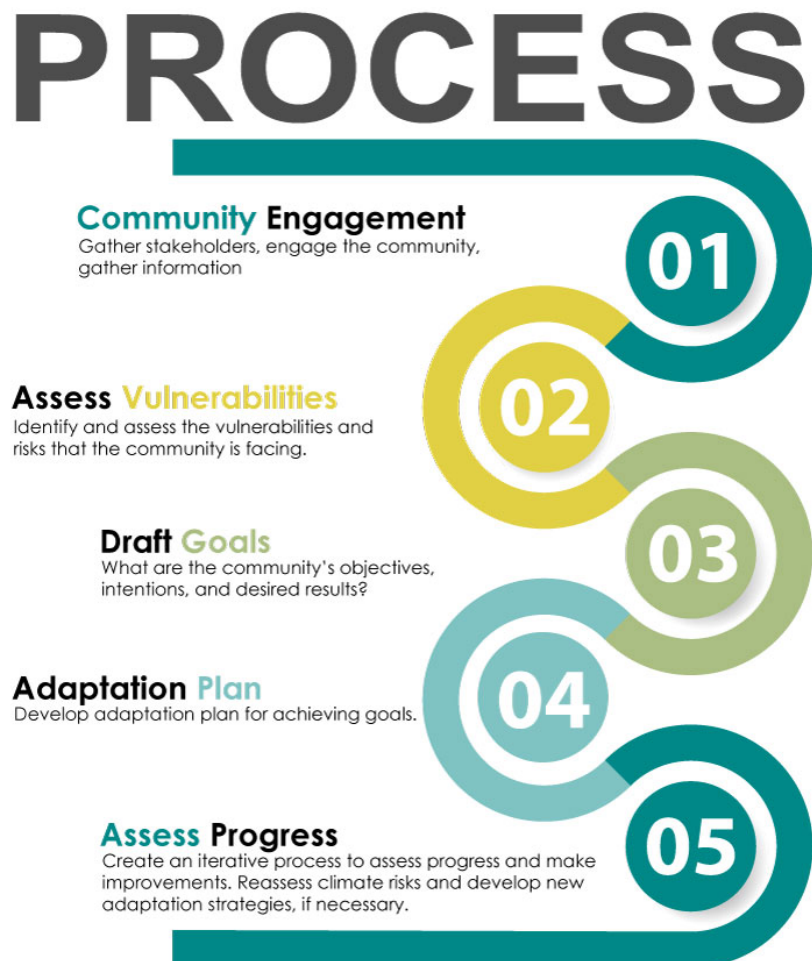 PROCESS
Community Engagement
Gather stakeholders, engage the community,
gather information
01
Assess Vulnerabilities
Identify and assess the vulnerabilities and
risks that the community is facing.
02
Draft Goals
What are the community's objectives,
intentions, and desired results?
03
Adaptation Plan
Develop adaptation plan for achieving goals.
04
Assess Progress
Create an iterative process to assess progress and make
improvements. Reassess climate risks and develop new
adaptation strategies, if necessary.
05